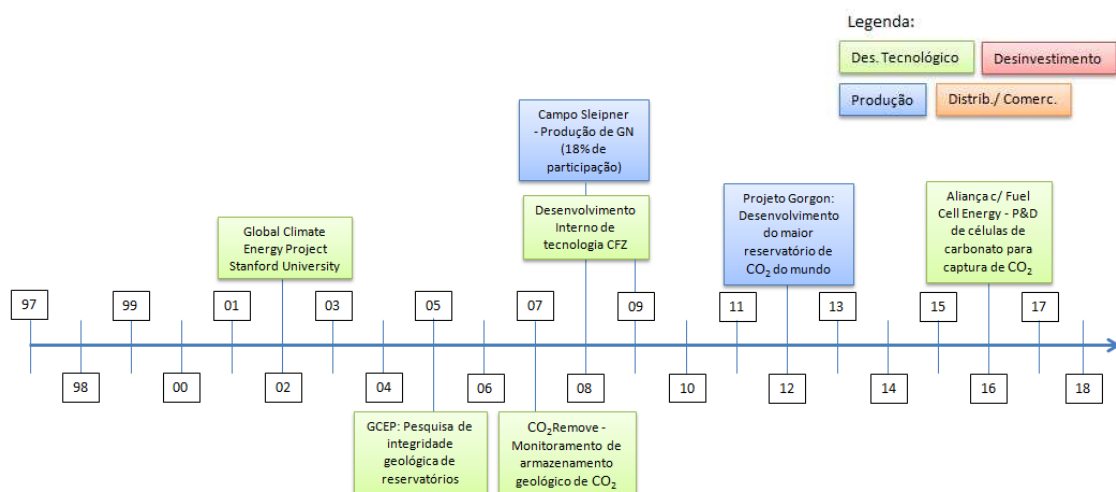 Legenda:
Des. Tecnológico
Desinvestimento
Produção
Distrib./ Comerc.
Campo Sleipner
- Produção de GN
(18% de
participação)
Desenvolvimento
Interno de
tecnologia CFZ
Global Climate
Energy Project
Stanford University
Projeto Gorgon:
Desenvolvimento
do maior
reservatório de
CO₂ do mundo
Aliança c/ Fuel
Cell Energy - P&D
de células de
carbonato para
captura de CO₂
97
99
01
03
05
07
09
11
13
15
17
98
00
02
04
06
08
10
12
14
16
18
GCEP: Pesquisa de
integridade
geológica de
reservatórios
CO₂Remove -
Monitoramento de
armazenamento
geológico de CO₂